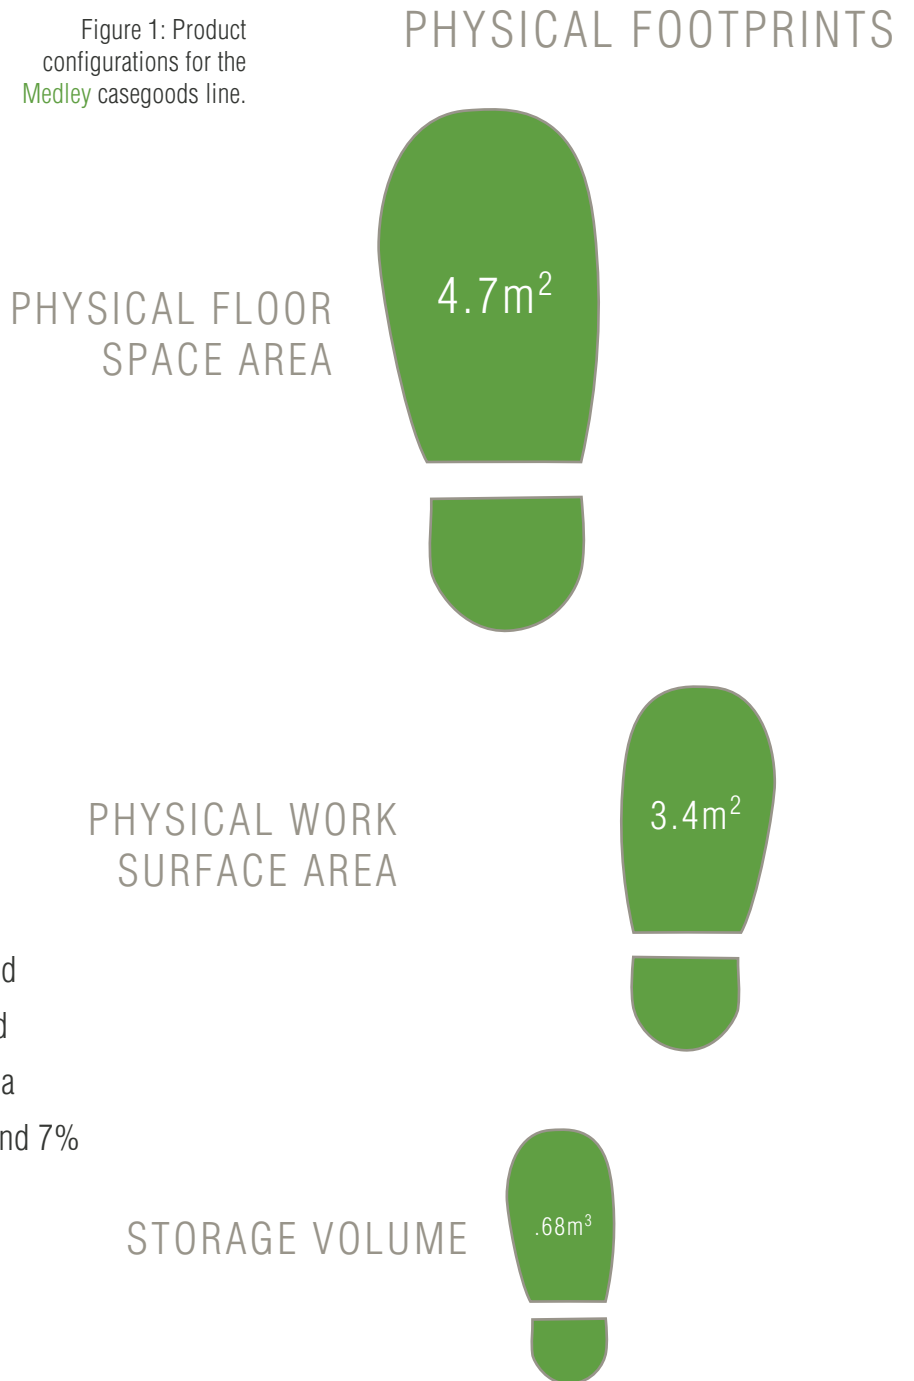 Figure 1: Product
configurations for the
Medley casegoods line.
PHYSICAL FOOTPRINTS
PHYSICAL FLOOR
SPACE AREA
4.7m²
PHYSICAL WORK
SURFACE AREA
3.4m²
d
d
a
nd 7%
STORAGE VOLUME
.68m³